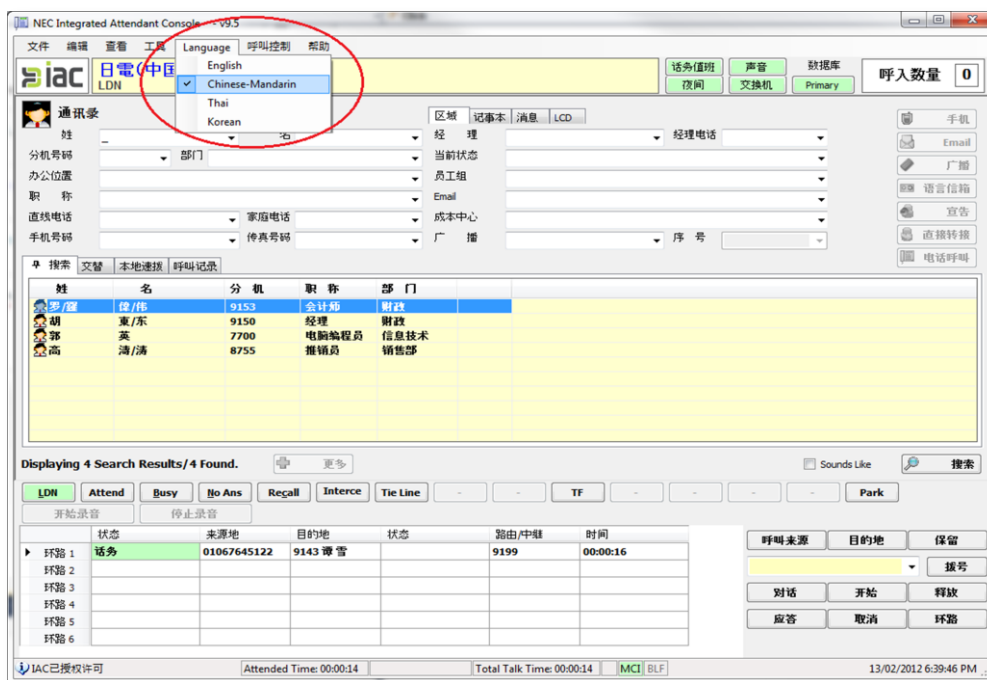 NEC Integrated Attendant Console - v9.5
文件 编辑 查看 工具 Language 呼叫控制 帮助
English
Chinese-Mandarin
Thai
Korean
iac 日電(中国
LDN
话务值班 声音 数据库 呼入数量 0
夜间 交换机 Primary
通讯录 区域 记事本 消息 LCD 手机
姓 名 经 理 经理电话 Email
分机号码 部门 当前状态 广播
办公位置 员工组 语言信箱
职 称 Email 宣告
直线电话 家庭电话 成本中心 直接转接
手机号码 传真号码 广 播 序 号 电话呼叫
搜索 交替 本地速拨 呼叫记录
姓 名 分 机 职 称 部 门
9153 会计师 财政
胡 東/东 9150 经理 财政
郭 英 7700 电脑编程员 信息技术
高 濤/涛 8755 推销员 销售部
Displaying 4 Search Results/4 Found. 更多 Sounds Like 搜索
LDN Attend Busy No Ans Recall Interce Tie Line - - TF - - - - Park
开始录音 停止录音
状态 来源地 目的地 状态 路由/中继 时间
环路 1 话务 01067645122 9143 谭 雪 9199 00:00:16
环路 2
环路 3
环路 4
环路 5
环路 6
呼叫来源 目的地 保留
拨号
对话 开始 释放
应答 取消 环路
IAC已授权许可 Attended Time: 00:00:14 Total Talk Time: 00:00:14 MCI BLF 13/02/2012 6:39:46 PM